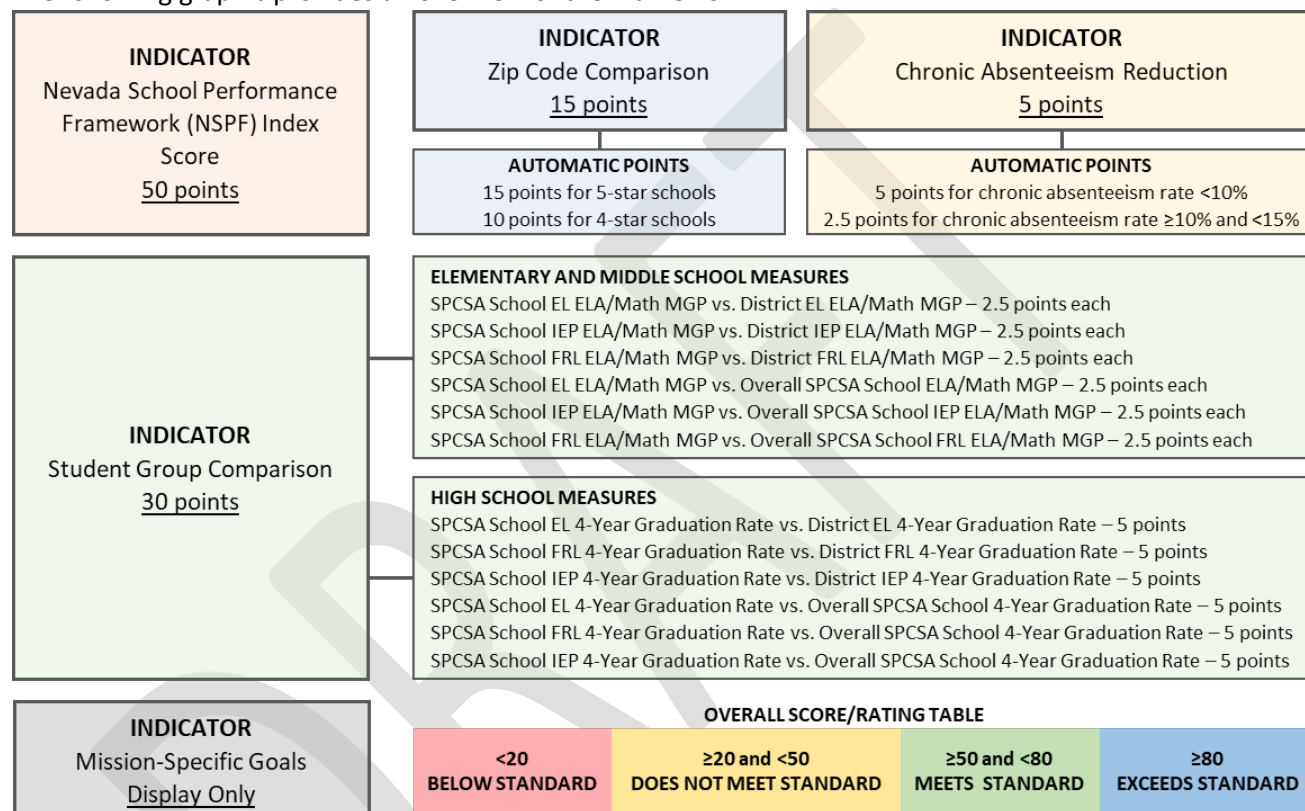 INDICATOR
Nevada School Performance
Framework (NSPF) Index
Score
50 points
INDICATOR
Zip Code Comparison
15 points
AUTOMATIC POINTS
15 points for 5-star schools
10 points for 4-star schools
INDICATOR
Chronic Absenteeism Reduction
5 points
AUTOMATIC POINTS
5 points for chronic absenteeism rate <10%
2.5 points for chronic absenteeism rate ≥10% and <15%
INDICATOR
Student Group Comparison
30 points
ELEMENTARY AND MIDDLE SCHOOL MEASURES
SPCSA School EL ELA/Math MGP vs. District EL ELA/Math MGP – 2.5 points each
SPCSA School IEP ELA/Math MGP vs. District IEP ELA/Math MGP – 2.5 points each
SPCSA School FRL ELA/Math MGP vs. District FRL ELA/Math MGP – 2.5 points each
SPCSA School EL ELA/Math MGP vs. Overall SPCSA School ELA/Math MGP – 2.5 points each
SPCSA School IEP ELA/Math MGP vs. Overall SPCSA School IEP ELA/Math MGP – 2.5 points each
SPCSA School FRL ELA/Math MGP vs. Overall SPCSA School FRL ELA/Math MGP – 2.5 points each
HIGH SCHOOL MEASURES
SPCSA School EL 4-Year Graduation Rate vs. District EL 4-Year Graduation Rate – 5 points
SPCSA School FRL 4-Year Graduation Rate vs. District FRL 4-Year Graduation Rate – 5 points
SPCSA School IEP 4-Year Graduation Rate vs. District IEP 4-Year Graduation Rate – 5 points
SPCSA School EL 4-Year Graduation Rate vs. Overall SPCSA School 4-Year Graduation Rate – 5 points
SPCSA School FRL 4-Year Graduation Rate vs. Overall SPCSA School 4-Year Graduation Rate – 5 points
SPCSA School IEP 4-Year Graduation Rate vs. Overall SPCSA School 4-Year Graduation Rate – 5 points
INDICATOR
Mission-Specific Goals
Display Only
OVERALL SCORE/RATING TABLE
<20
BELOW STANDARD
≥20 and <50
DOES NOT MEET STANDARD
≥50 and <80
MEETS STANDARD
≥80
EXCEEDS STANDARD
DRAFT